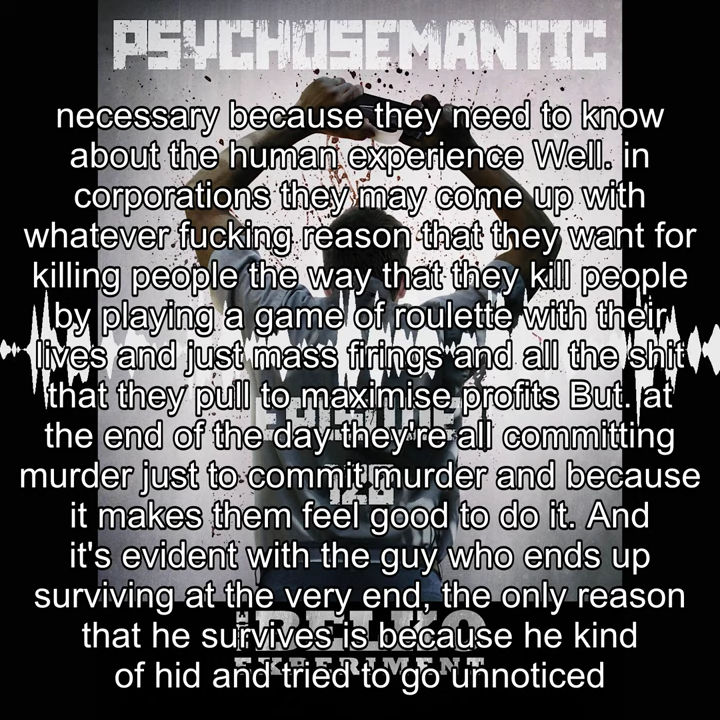 PSYCHOSEMANTIC
necessary because they need to know
about the human experience Well. in
corporations they may come up with
whatever fucking reason that they want for
killing people the way that they kill people
by playing a game of roulette with their
lives and just mass firings and all the shit
that they pull to maximise profits But. at
the end of the day they're all committing
murder just to commit murder and because
it makes them feel good to do it. And
it's evident with the guy who ends up
surviving at the very end, the only reason
that he survives is because he kind
of hid and tried to go unnoticed
THE BELKO
EXPERIMENT